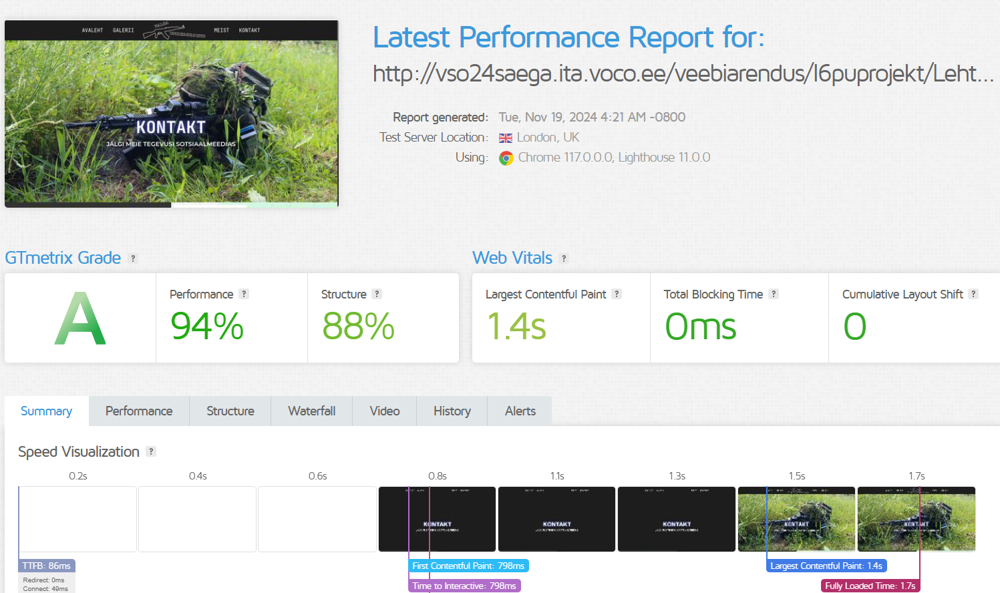 AVALEHT GALERII MEIST KONTAKT
KONTAKT
JÄLGI MEIE TEGEVUSI SOTSIAALMEEDIAS
Latest Performance Report for:
http://vso24saega.ita.voco.ee/veebiarendus/l6puprojekt/Leht...
Report generated: Tue, Nov 19, 2024 4:21 AM -0800
Test Server Location: London, UK
Using: Chrome 117.0.0.0, Lighthouse 11.0.0
GTmetrix Grade ?
A
Performance ?
94%
Structure ?
88%
Web Vitals ?
Largest Contentful Paint ?
1.4s
Total Blocking Time ?
0ms
Cumulative Layout Shift ?
0
Summary Performance Structure Waterfall Video History Alerts
Speed Visualization ?
0.2s 0.4s 0.6s 0.8s 1.1s 1.3s 1.5s 1.7s
KONTAKT KONTAKT KONTAKT KONTAKT KONTAKT
TTFB: 86ms
Redirect: 0ms
Connect: 49ms
First Contentful Paint: 798ms
Time to Interactive: 798ms
Largest Contentful Paint: 1.4s
Fully Loaded Time: 1.7s